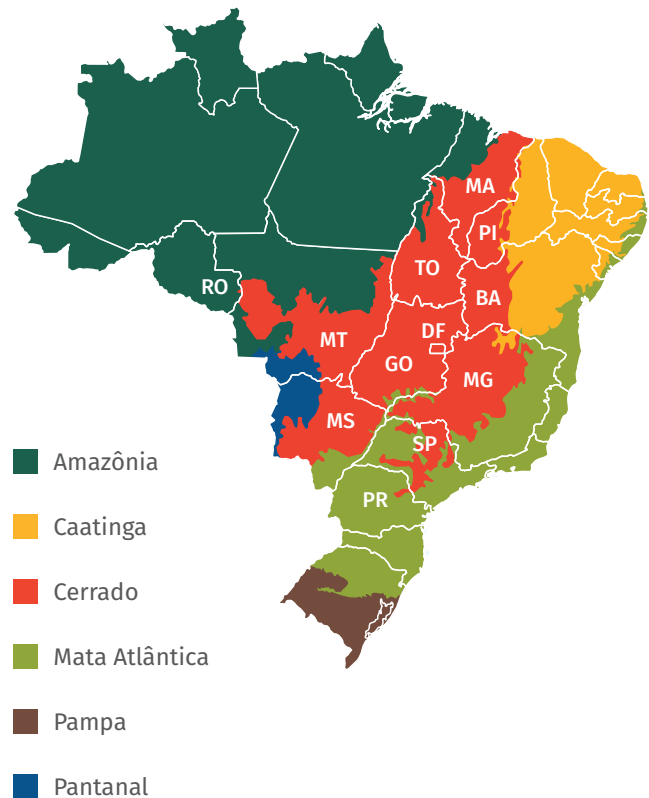 MA
PI
TO
RO
BA
DF
MT
GO
MG
MS
SP
PR
Amazônia
Caatinga
Cerrado
Mata Atlântica
Pampa
Pantanal